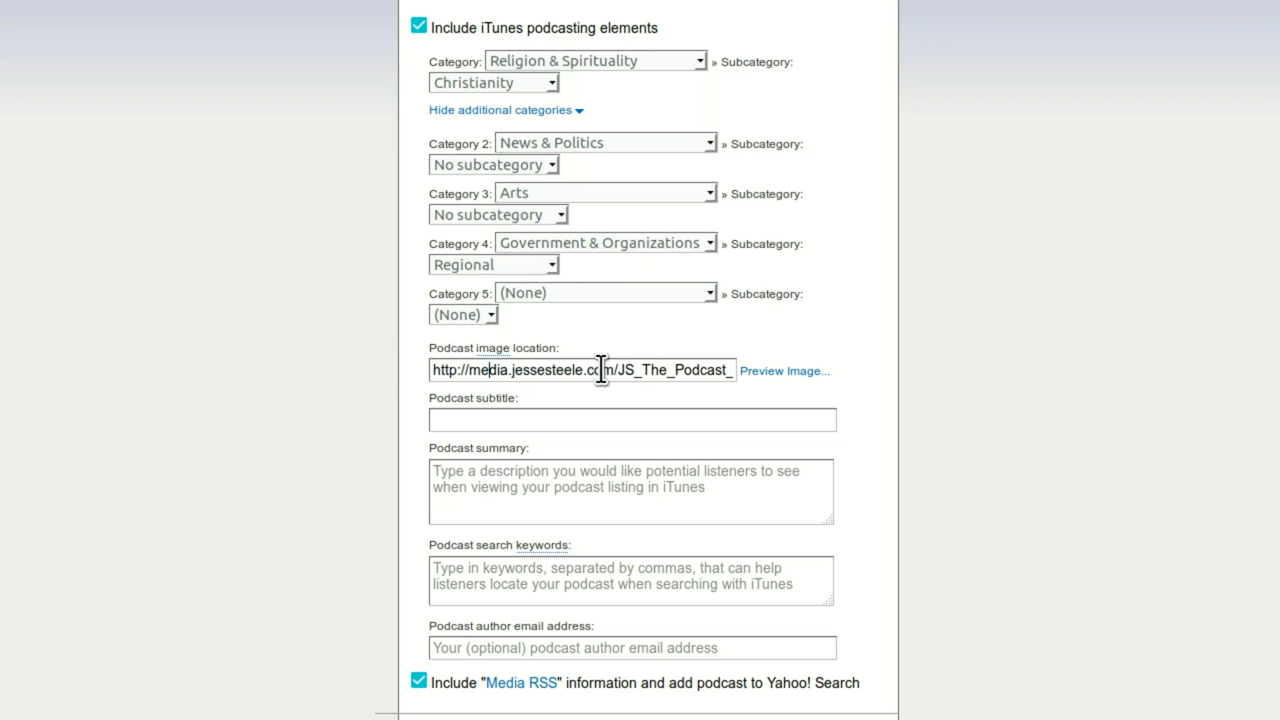 Include iTunes podcasting elements
Category: Religion & Spirituality » Subcategory:
Christianity
Hide additional categories
Category 2: News & Politics » Subcategory:
No subcategory
Category 3: Arts » Subcategory:
No subcategory
Category 4: Government & Organizations » Subcategory:
Regional
Category 5: (None) » Subcategory:
(None)
Podcast image location:
http://media.jessesteele.com/JS_The_Podcast_ Preview Image...
Podcast subtitle:
Podcast summary:
Type a description you would like potential listeners to see
when viewing your podcast listing in iTunes
Podcast search keywords:
Type in keywords, separated by commas, that can help
listeners locate your podcast when searching with iTunes
Podcast author email address:
Your (optional) podcast author email address
Include "Media RSS" information and add podcast to Yahoo! Search